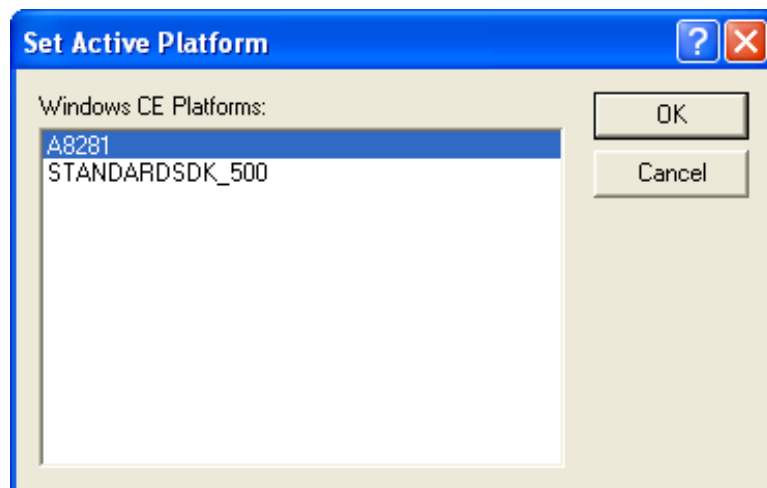 Set Active Platform
Windows CE Platforms:
A8281
STANDARDSDK_500
OK
Cancel